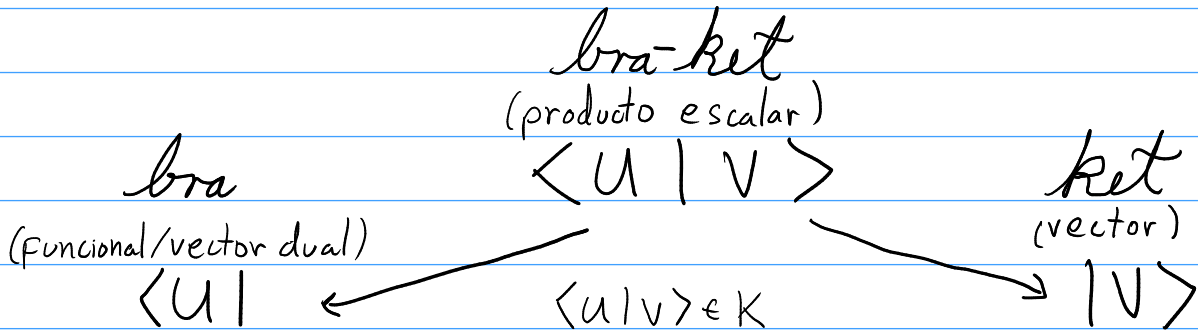 bra-ket
(producto escalar)
<U|V>
bra
(funcional/vector dual)
<U|
ket
(vector)
|V>
<U|V> ∈ K